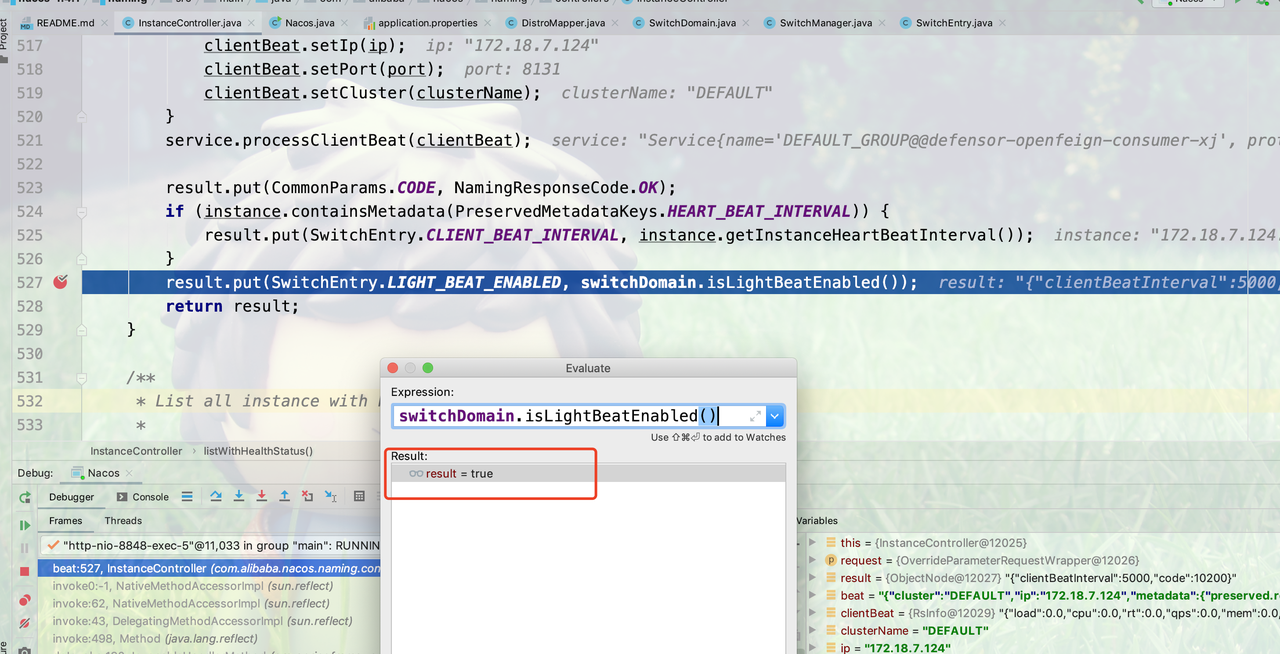 README.md InstanceController.java Nacos.java application.properties DistroMapper.java SwitchDomain.java SwitchManager.java SwitchEntry.java
517 clientBeat.setIp(ip); ip: "172.18.7.124"
518 clientBeat.setPort(port); port: 8131
519 clientBeat.setCluster(clusterName); clusterName: "DEFAULT"
520 }
521 service.processClientBeat(clientBeat); service: "Service{name='DEFAULT_GROUP@@defensor-openfeign-consumer-xj',
522
523 result.put(CommonParams.CODE, NamingResponseCode.OK);
524 if (instance.containsMetadata(PreservedMetadataKeys.HEART_BEAT_INTERVAL)) {
525 result.put(SwitchEntry.CLIENT_BEAT_INTERVAL, instance.getInstanceHeartBeatInterval()); instance: "172.18.7.124
526 }
527 result.put(SwitchEntry.LIGHT_BEAT_ENABLED, switchDomain.isLightBeatEnabled()); result: "{"clientBeatInterval":5000,
528 return result;
529 }
530
531 /**
532 * List all instance with
533 *
InstanceController listWithHealthStatus()
Evaluate
Expression:
switchDomain.isLightBeatEnabled()
Use ⇧⌘⏎ to add to Watches
Result:
result = true
Debug: Nacos
Debugger Console
Frames Threads
"http-nio-8848-exec-5"@11,033 in group "main": RUNNIN
beat:527, InstanceController (com.alibaba.nacos.naming.con
invoke0:-1, NativeMethodAccessorImpl (sun.reflect)
invoke:62, NativeMethodAccessorImpl (sun.reflect)
invoke:43, DelegatingMethodAccessorImpl (sun.reflect)
invoke:498, Method (java.lang.reflect)
Variables
this = {InstanceController@12025}
request = {OverrideParameterRequestWrapper@12026}
result = {ObjectNode@12027} "{"clientBeatInterval":5000,"code":10200}"
beat = "{"cluster":"DEFAULT","ip":"172.18.7.124","metadata":{"preserved.r
clientBeat = {RsInfo@12029} "{"load":0.0,"cpu":0.0,"rt":0.0,"qps":0.0,"mem":0.0,
clusterName = "DEFAULT"
ip = "172.18.7.124"